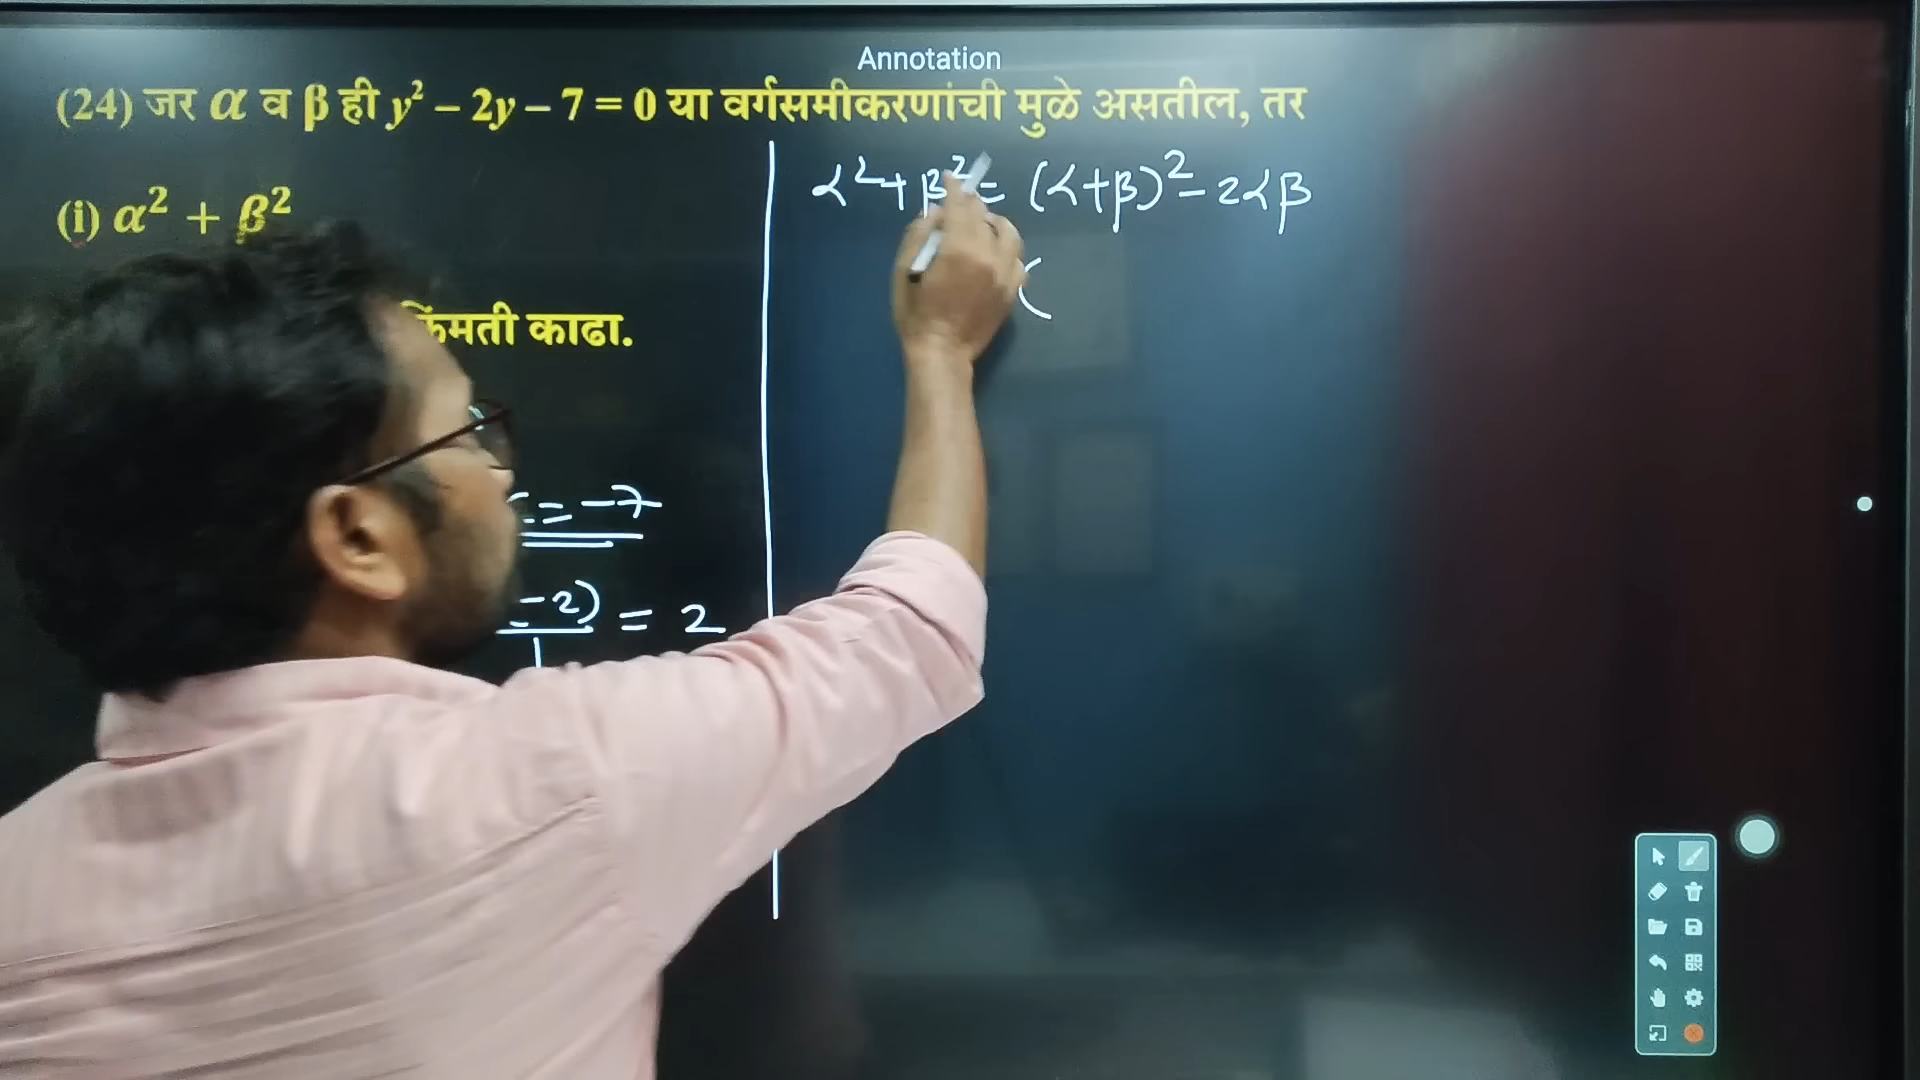 Annotation
(24) जर α व β ही y² – 2y – 7 = 0 या वर्गसमीकरणांची मुळे असतील, तर
(i) α² + β²
किंमती काढा.
= –7
–2) = 2
1
α² + β² = (α+β)² – 2αβ
(